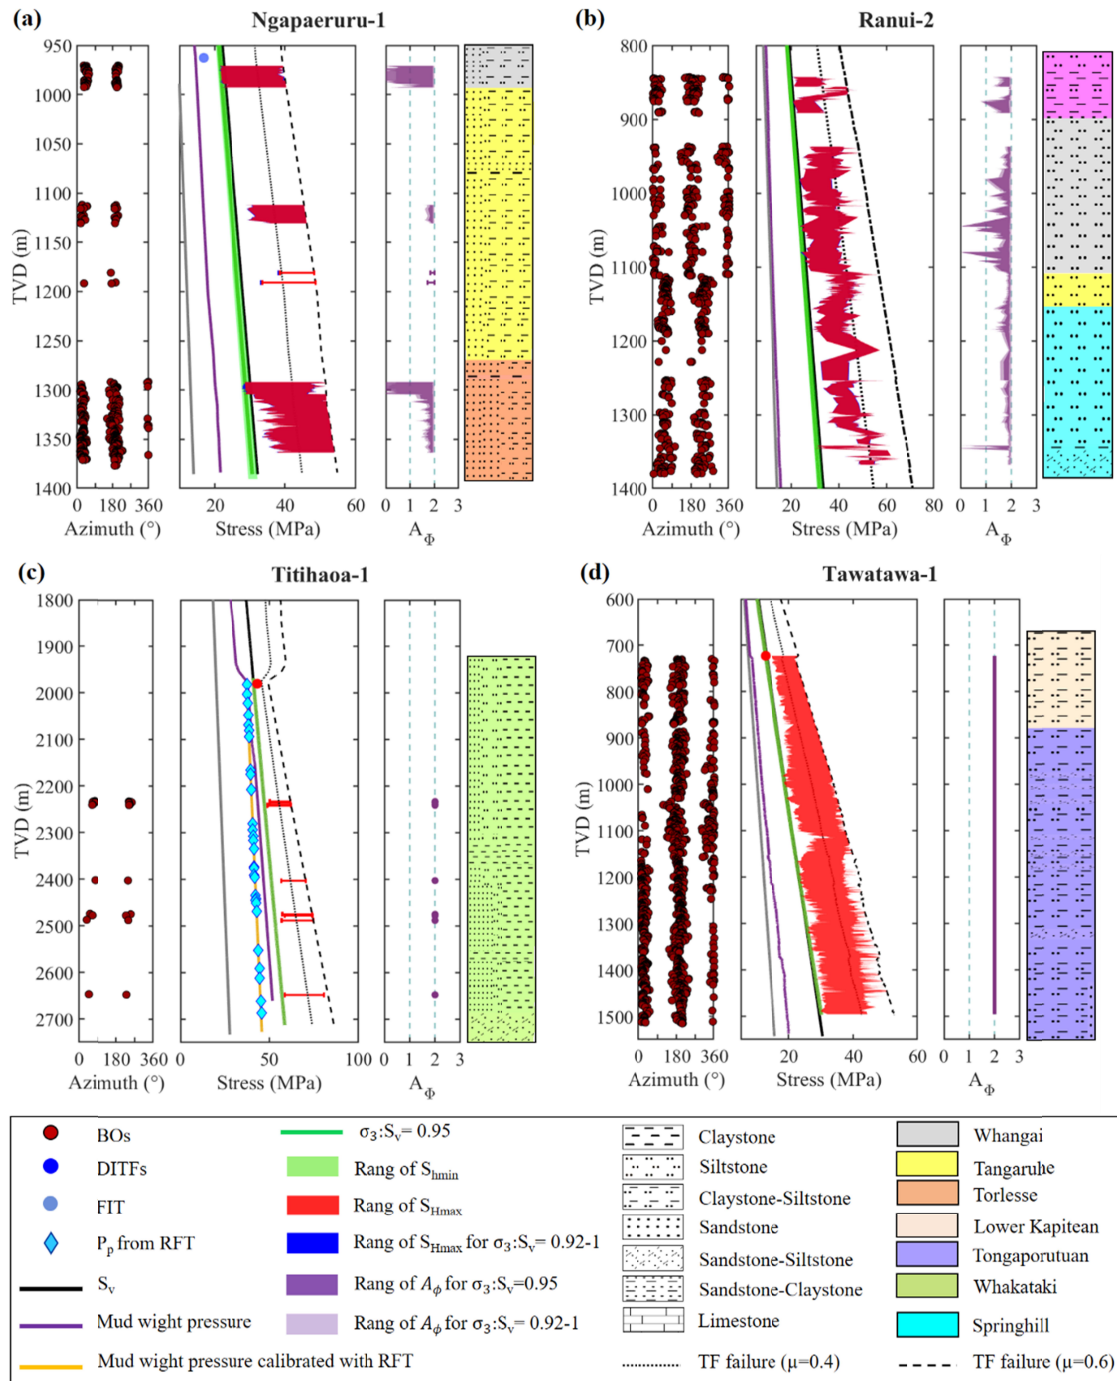 (a)
Ngapaeruru-1
950
1000
1050
1100
1150
1200
1250
1300
1350
1400
TVD (m)
0 180 360
Azimuth (°)
20 40 60
Stress (MPa)
0 1 2 3
AΦ
(b)
Ranui-2
800
900
1000
1100
1200
1300
1400
TVD (m)
0 180 360
Azimuth (°)
20 40 60 80
Stress (MPa)
0 1 2 3
AΦ
(c)
Titihaoa-1
1800
1900
2000
2100
2200
2300
2400
2500
2600
2700
TVD (m)
0 180 360
Azimuth (°)
0 50 100
Stress (MPa)
0 1 2 3
AΦ
(d)
Tawatawa-1
600
700
800
900
1000
1100
1200
1300
1400
1500
TVD (m)
0 180 360
Azimuth (°)
20 40 60
Stress (MPa)
0 1 2 3
AΦ
BOs
DITFs
FIT
Pp from RFT
Sv
Mud wight pressure
Mud wight pressure calibrated with RFT
σ3:Sv= 0.95
Rang of Shmin
Rang of SHmax
Rang of SHmax for σ3:Sv= 0.92-1
Rang of Aϕ for σ3:Sv=0.95
Rang of Aϕ for σ3:Sv= 0.92-1
Claystone
Siltstone
Claystone-Siltstone
Sandstone
Sandstone-Siltstone
Sandstone-Claystone
Limestone
TF failure (μ=0.4)
Whangai
Tangaruhe
Torlesse
Lower Kapitean
Tongaporutuan
Whakataki
Springhill
TF failure (μ=0.6)